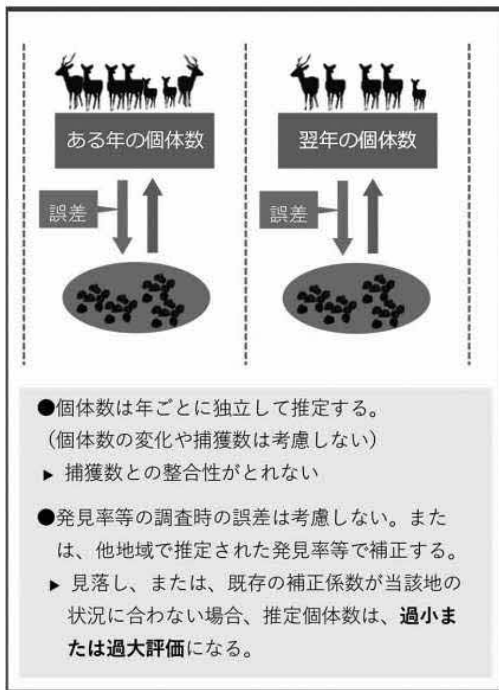 ある年の個体数
翌年の個体数
誤差
誤差
●個体数は年ごとに独立して推定する。
（個体数の変化や捕獲数は考慮しない）
▶ 捕獲数との整合性がとれない
●発見率等の調査時の誤差は考慮しない。また
は、他地域で推定された発見率等で補正する。
▶ 見落し、または、既存の補正係数が当該地の
状況に合わない場合、推定個体数は、過小ま
たは過大評価になる。